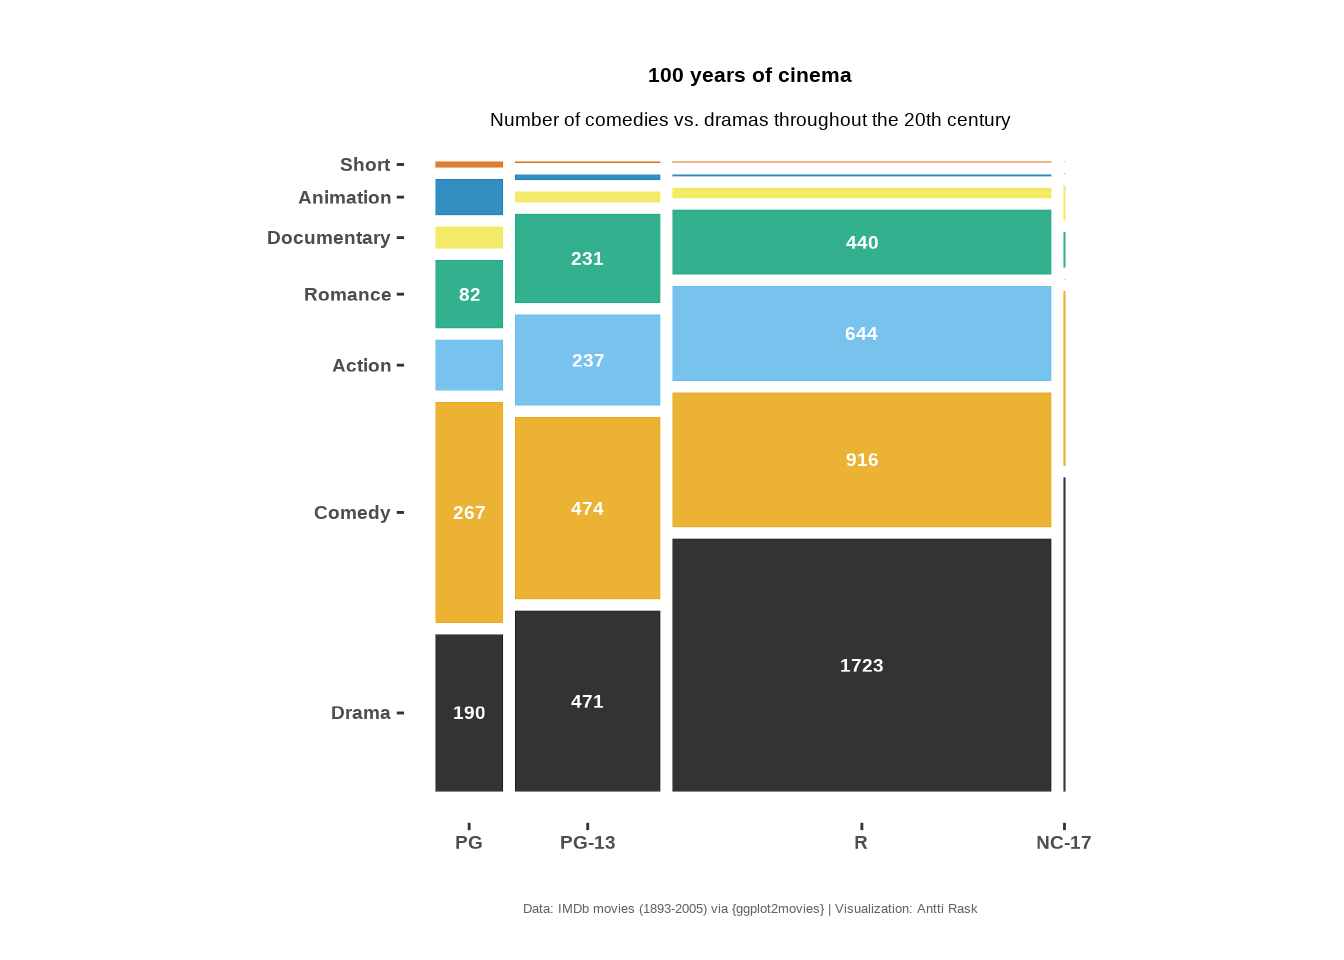 100 years of cinema
Number of comedies vs. dramas throughout the 20th century
Short
Animation
Documentary
Romance
Action
Comedy
Drama
82
267
190
231
237
474
471
440
644
916
1723
PG
PG-13
R
NC-17
Data: IMDb movies (1893-2005) via {ggplot2movies} | Visualization: Antti Rask